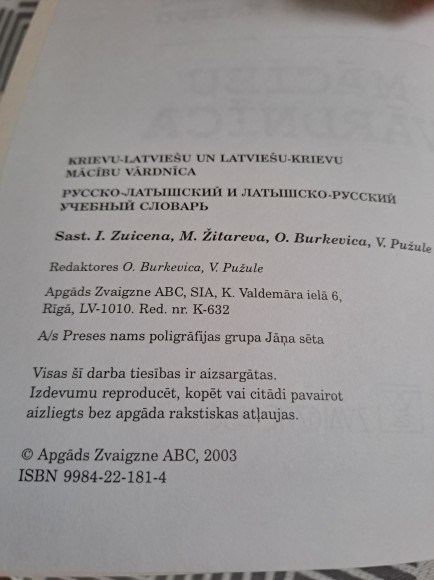 KRIEVU-LATVIEŠU UN LATVIEŠU-KRIEVU
MĀCĪBU VĀRDNĪCA
РУССКО-ЛАТЫШСКИЙ И ЛАТЫШСКО-РУССКИЙ
УЧЕБНЫЙ СЛОВАРЬ
Sast. I. Zuicena, M. Žitareva, O. Burkevica, V. Pužule
Redaktores O. Burkevica, V. Pužule
Apgāds Zvaigzne ABC, SIA, K. Valdemāra ielā 6,
Rīgā, LV-1010. Red. nr. K-632
A/s Preses nams poligrāfijas grupa Jāņa sēta
Visas šī darba tiesības ir aizsargātas.
Izdevumu reproducēt, kopēt vai citādi pavairot
aizliegts bez apgāda rakstiskas atļaujas.
© Apgāds Zvaigzne ABC, 2003
ISBN 9984-22-181-4